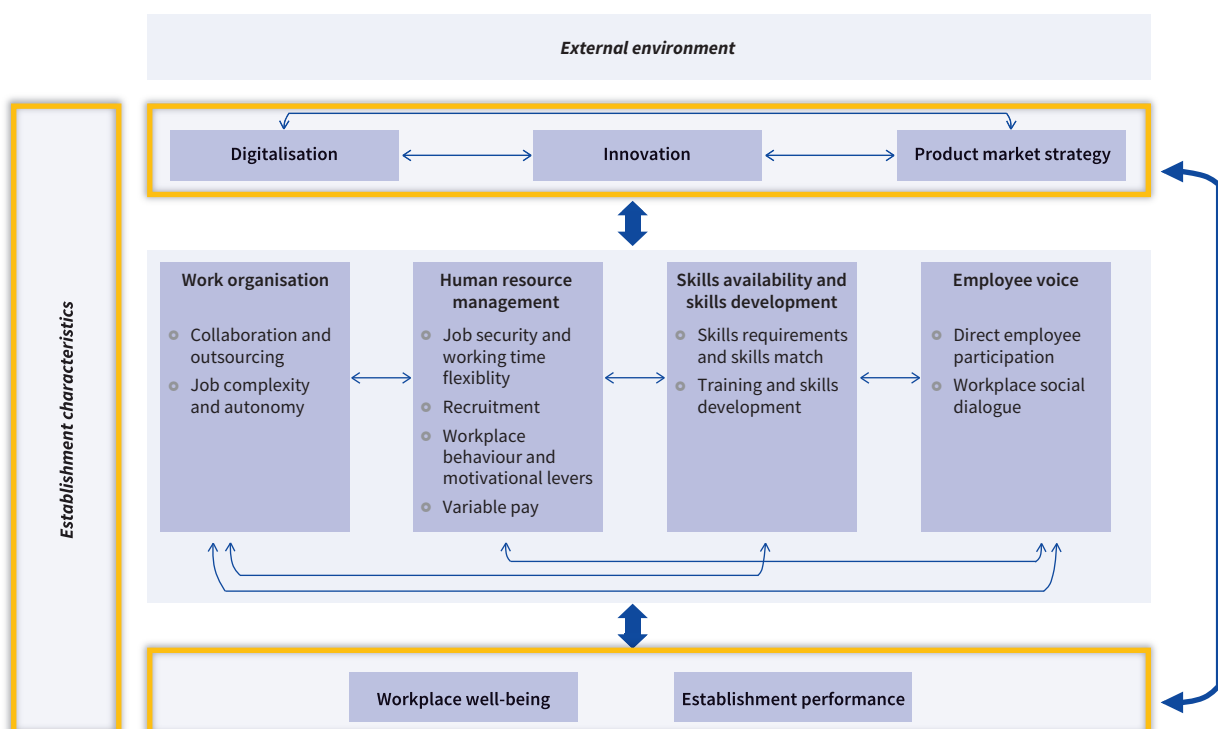 External environment
Digitalisation
Innovation
Product market strategy
Establishment characteristics
Work organisation
Collaboration and
outsourcing
Job complexity
and autonomy
Human resource
management
Job security and
working time
flexiblity
Recruitment
Workplace
behaviour and
motivational levers
Variable pay
Skills availability and
skills development
Skills requirements
and skills match
Training and skills
development
Employee voice
Direct employee
participation
Workplace social
dialogue
Workplace well-being
Establishment performance